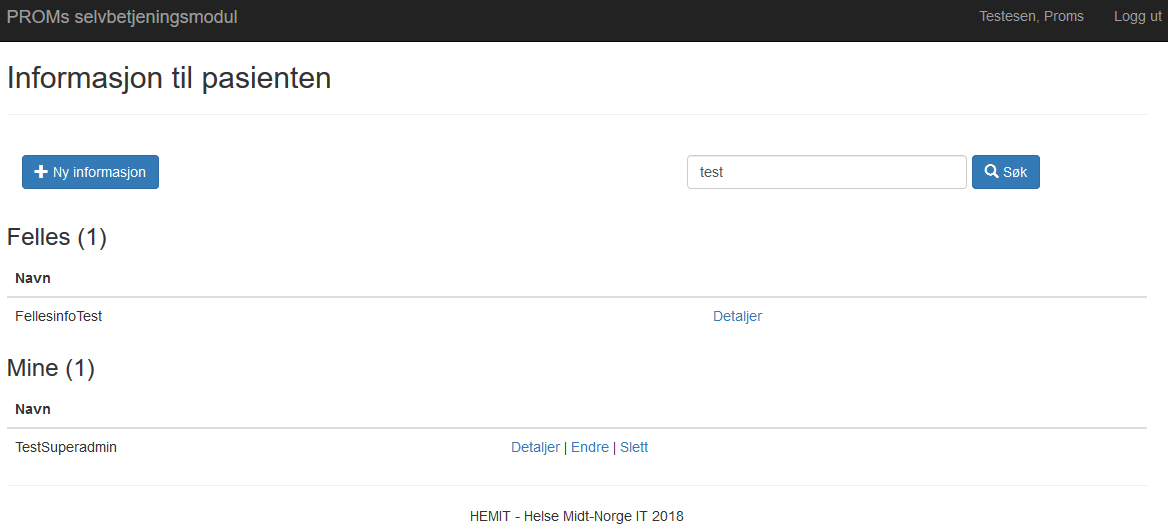 PROMs selvbetjeningsmodul Testesen, Proms Logg ut
Informasjon til pasienten
Ny informasjon test Søk
Felles (1)
Navn
FellesinfoTest Detaljer
Mine (1)
Navn
TestSuperadmin Detaljer | Endre | Slett
HEMIT - Helse Midt-Norge IT 2018